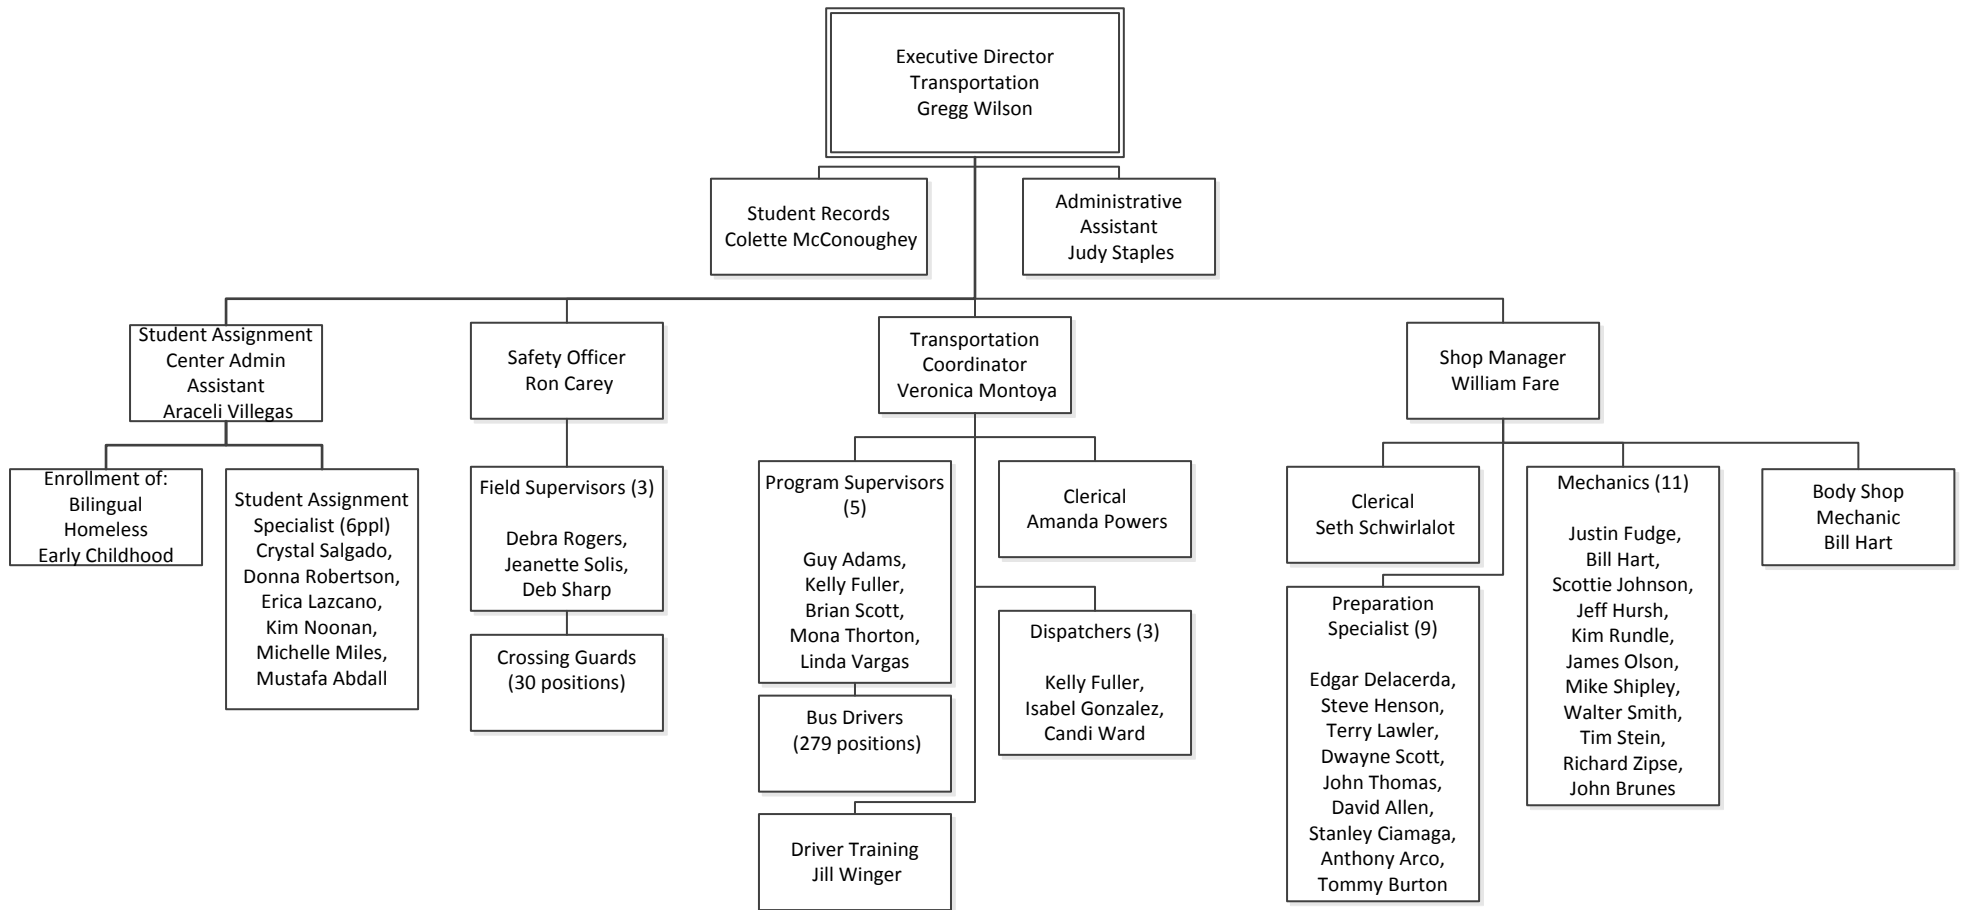 Executive Director
Transportation
Gregg Wilson
Student Records
Colette McConoughey
Administrative
Assistant
Judy Staples
Student Assignment
Center Admin
Assistant
Araceli Villegas
Safety Officer
Ron Carey
Transportation
Coordinator
Veronica Montoya
Shop Manager
William Fare
Enrollment of:
Bilingual
Homeless
Early Childhood
Student Assignment
Specialist (6ppl)
Crystal Salgado,
Donna Robertson,
Erica Lazcano,
Kim Noonan,
Michelle Miles,
Mustafa Abdall
Field Supervisors (3)
Debra Rogers,
Jeanette Solis,
Deb Sharp
Crossing Guards
(30 positions)
Program Supervisors
(5)
Guy Adams,
Kelly Fuller,
Brian Scott,
Mona Thorton,
Linda Vargas
Bus Drivers
(279 positions)
Clerical
Amanda Powers
Dispatchers (3)
Kelly Fuller,
Isabel Gonzalez,
Candi Ward
Driver Training
Jill Winger
Clerical
Seth Schwirlalot
Preparation
Specialist (9)
Edgar Delacerda,
Steve Henson,
Terry Lawler,
Dwayne Scott,
John Thomas,
David Allen,
Stanley Ciamaga,
Anthony Arco,
Tommy Burton
Mechanics (11)
Justin Fudge,
Bill Hart,
Scottie Johnson,
Jeff Hursh,
Kim Rundle,
James Olson,
Mike Shipley,
Walter Smith,
Tim Stein,
Richard Zipse,
John Brunes
Body Shop
Mechanic
Bill Hart